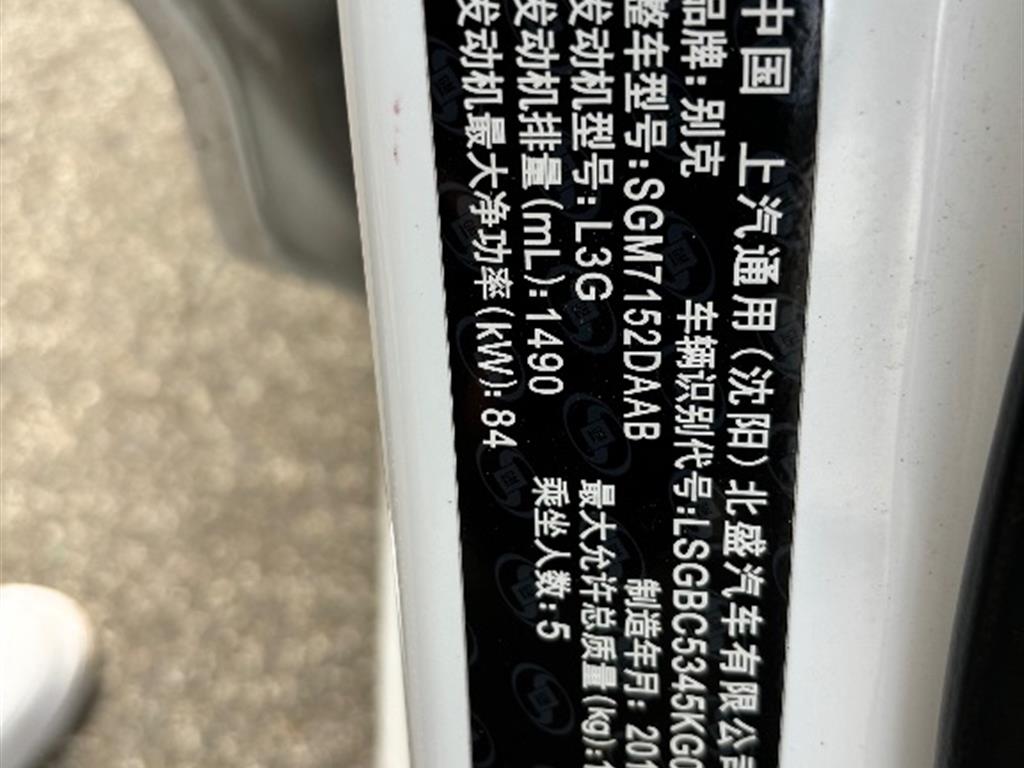 中国 上汽通用(沈阳)北盛汽车有限公司
品牌:别克 车辆识别代号:LSGBC5345KG0
整车型号:SGM7152DAAB 制造年月:201
发动机型号:L3G 最大允许总质量(kg):1
发动机排量(mL):1490 乘坐人数:5
发动机最大净功率(kW):84